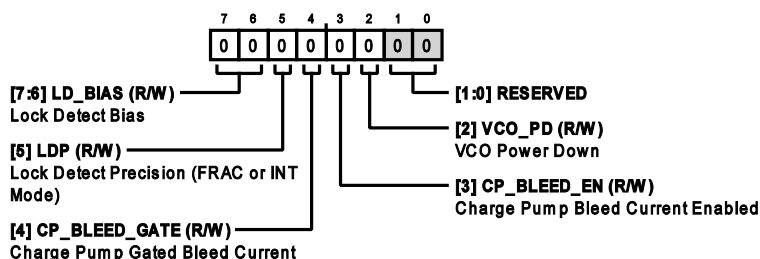 7 6 5 4 3 2 1 0
0 0 0 0 0 0 0 0
[7:6] LD_BIAS (R/W)
Lock Detect Bias
[5] LDP (R/W)
Lock Detect Precision (FRAC or INT
Mode)
[4] CP_BLEED_GATE (R/W)
Charge Pump Gated Bleed Current
[1:0] RESERVED
[2] VCO_PD (R/W)
VCO Power Down
[3] CP_BLEED_EN (R/W)
Charge Pump Bleed Current Enabled